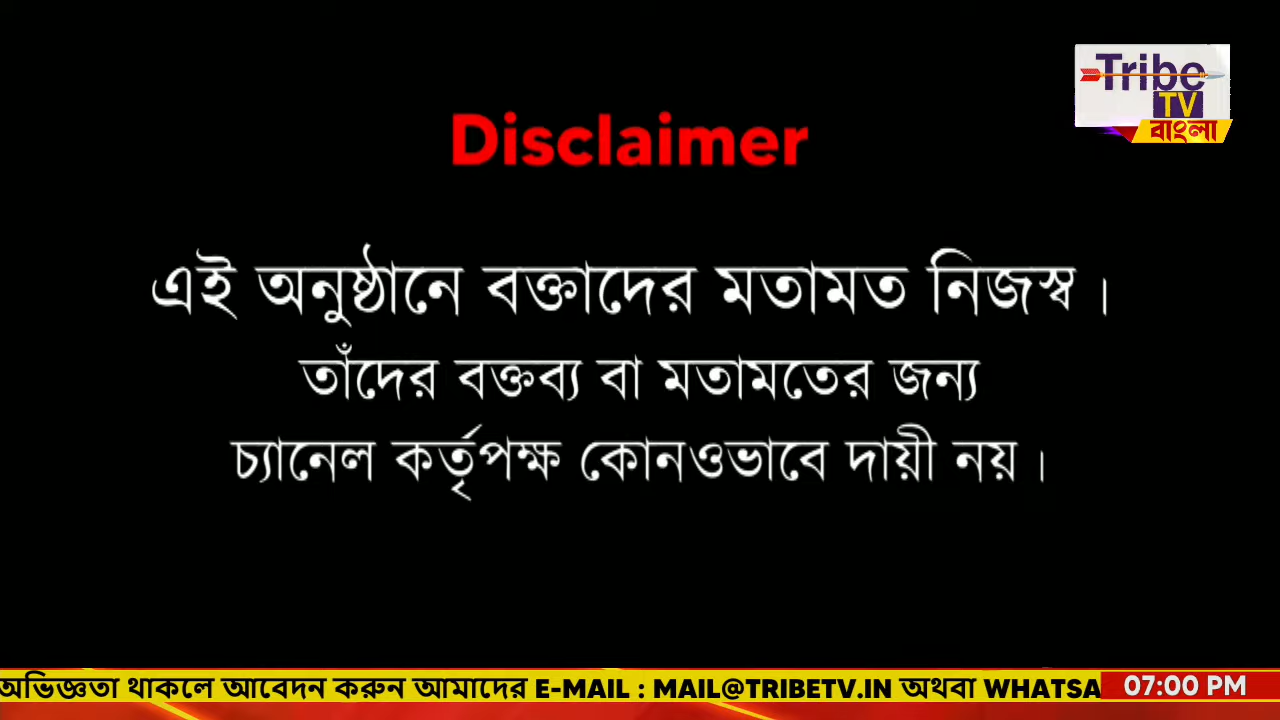 Tribe
TV
বাংলা
Disclaimer
এই অনুষ্ঠানে বক্তাদের মতামত নিজস্ব।
তাঁদের বক্তব্য বা মতামতের জন্য
চ্যানেল কর্তৃপক্ষ কোনওভাবে দায়ী নয়।
অভিজ্ঞতা থাকলে আবেদন করুন আমাদের E-MAIL : MAIL@TRIBETV.IN অথবা WHATSA
07:00 PM